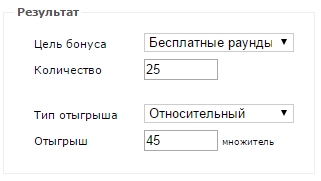 Результат
Цель бонуса Бесплатные раунды
Количество 25
Тип отыгрыша Относительный
Отыгрыш 45 множитель